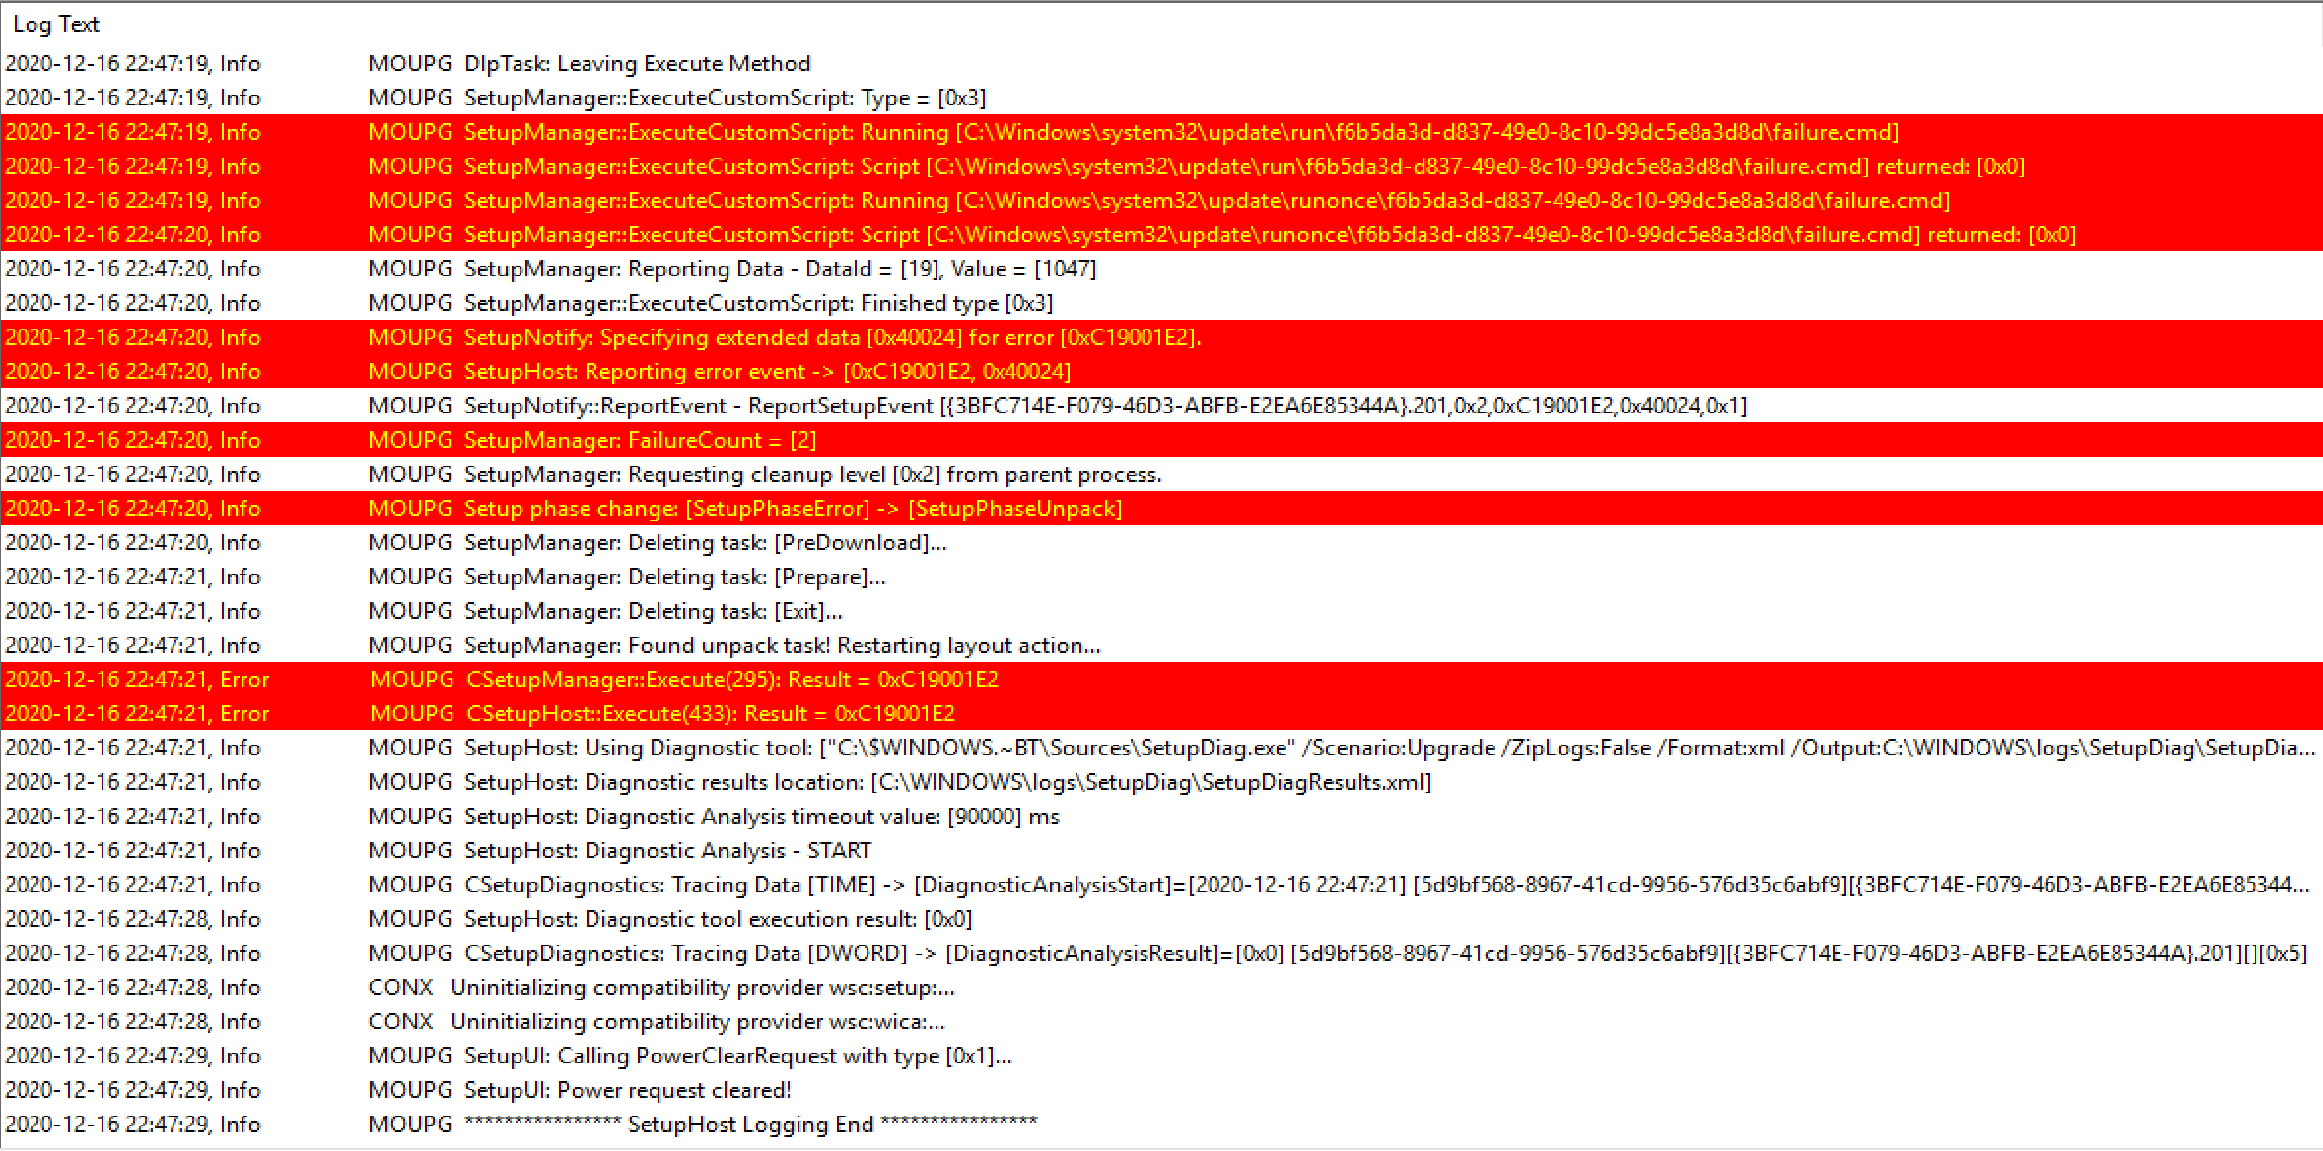 Log Text
2020-12-16 22:47:19, Info MOUPG DlpTask: Leaving Execute Method
2020-12-16 22:47:19, Info MOUPG SetupManager::ExecuteCustomScript: Type = [0x3]
2020-12-16 22:47:19, Info MOUPG SetupManager::ExecuteCustomScript: Running [C:\Windows\system32\update\run\f6b5da3d-d837-49e0-8c10-99dc5e8a3d8d\failure.cmd]
2020-12-16 22:47:19, Info MOUPG SetupManager::ExecuteCustomScript: Script [C:\Windows\system32\update\run\f6b5da3d-d837-49e0-8c10-99dc5e8a3d8d\failure.cmd] returned: [0x0]
2020-12-16 22:47:19, Info MOUPG SetupManager::ExecuteCustomScript: Running [C:\Windows\system32\update\runonce\f6b5da3d-d837-49e0-8c10-99dc5e8a3d8d\failure.cmd]
2020-12-16 22:47:20, Info MOUPG SetupManager::ExecuteCustomScript: Script [C:\Windows\system32\update\runonce\f6b5da3d-d837-49e0-8c10-99dc5e8a3d8d\failure.cmd] returned: [0x0]
2020-12-16 22:47:20, Info MOUPG SetupManager: Reporting Data - DataId = [19], Value = [1047]
2020-12-16 22:47:20, Info MOUPG SetupManager::ExecuteCustomScript: Finished type [0x3]
2020-12-16 22:47:20, Info MOUPG SetupNotify: Specifying extended data [0x40024] for error [0xC19001E2].
2020-12-16 22:47:20, Info MOUPG SetupHost: Reporting error event -> [0xC19001E2, 0x40024]
2020-12-16 22:47:20, Info MOUPG SetupNotify::ReportEvent - ReportSetupEvent [{3BFC714E-F079-46D3-ABFB-E2EA6E85344A}.201,0x2,0xC19001E2,0x40024,0x1]
2020-12-16 22:47:20, Info MOUPG SetupManager: FailureCount = [2]
2020-12-16 22:47:20, Info MOUPG SetupManager: Requesting cleanup level [0x2] from parent process.
2020-12-16 22:47:20, Info MOUPG Setup phase change: [SetupPhaseError] -> [SetupPhaseUnpack]
2020-12-16 22:47:20, Info MOUPG SetupManager: Deleting task: [PreDownload]...
2020-12-16 22:47:21, Info MOUPG SetupManager: Deleting task: [Prepare]...
2020-12-16 22:47:21, Info MOUPG SetupManager: Deleting task: [Exit]...
2020-12-16 22:47:21, Info MOUPG SetupManager: Found unpack task! Restarting layout action...
2020-12-16 22:47:21, Error MOUPG CSetupManager::Execute(295): Result = 0xC19001E2
2020-12-16 22:47:21, Error MOUPG CSetupHost::Execute(433): Result = 0xC19001E2
2020-12-16 22:47:21, Info MOUPG SetupHost: Using Diagnostic tool: ["C:\$WINDOWS.~BT\Sources\SetupDiag.exe" /Scenario:Upgrade /ZipLogs:False /Format:xml /Output:C:\WINDOWS\logs\SetupDiag\SetupDia...
2020-12-16 22:47:21, Info MOUPG SetupHost: Diagnostic results location: [C:\WINDOWS\logs\SetupDiag\SetupDiagResults.xml]
2020-12-16 22:47:21, Info MOUPG SetupHost: Diagnostic Analysis timeout value: [90000] ms
2020-12-16 22:47:21, Info MOUPG SetupHost: Diagnostic Analysis - START
2020-12-16 22:47:21, Info MOUPG CSetupDiagnostics: Tracing Data [TIME] -> [DiagnosticAnalysisStart]=[2020-12-16 22:47:21] [5d9bf568-8967-41cd-9956-576d35c6abf9][{3BFC714E-F079-46D3-ABFB-E2EA6E85344...
2020-12-16 22:47:28, Info MOUPG SetupHost: Diagnostic tool execution result: [0x0]
2020-12-16 22:47:28, Info MOUPG CSetupDiagnostics: Tracing Data [DWORD] -> [DiagnosticAnalysisResult]=[0x0] [5d9bf568-8967-41cd-9956-576d35c6abf9][{3BFC714E-F079-46D3-ABFB-E2EA6E85344A}.201][][0x5]
2020-12-16 22:47:28, Info CONX Uninitializing compatibility provider wsc:setup:...
2020-12-16 22:47:28, Info CONX Uninitializing compatibility provider wsc:wica:...
2020-12-16 22:47:29, Info MOUPG SetupUI: Calling PowerClearRequest with type [0x1]...
2020-12-16 22:47:29, Info MOUPG SetupUI: Power request cleared!
2020-12-16 22:47:29, Info MOUPG **************** SetupHost Logging End ****************